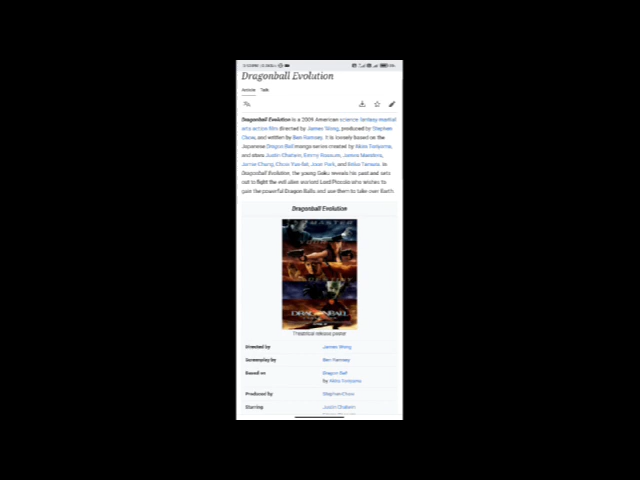 Dragonball Evolution
Article Talk
Dragonball Evolution is a 2009 American science fantasy martial
arts action film directed by James Wong, produced by Stephen
Chow, and written by Ben Ramsey. It is loosely based on the
Japanese Dragon Ball manga series created by Akira Toriyama,
and stars Justin Chatwin, Emmy Rossum, James Marsters,
Jamie Chung, Chow Yun-fat, Joon Park, and Eriko Tamura. In
Dragonball Evolution, the young Goku reveals his past and sets
out to fight the evil alien warlord Lord Piccolo who wishes to
gain the powerful Dragon Balls and use them to take over Earth.
Dragonball Evolution
DRAGONBALL
Theatrical release poster
Directed by James Wong
Screenplay by Ben Ramsey
Based on Dragon Ball
by Akira Toriyama
Produced by Stephen Chow
Starring Justin Chatwin